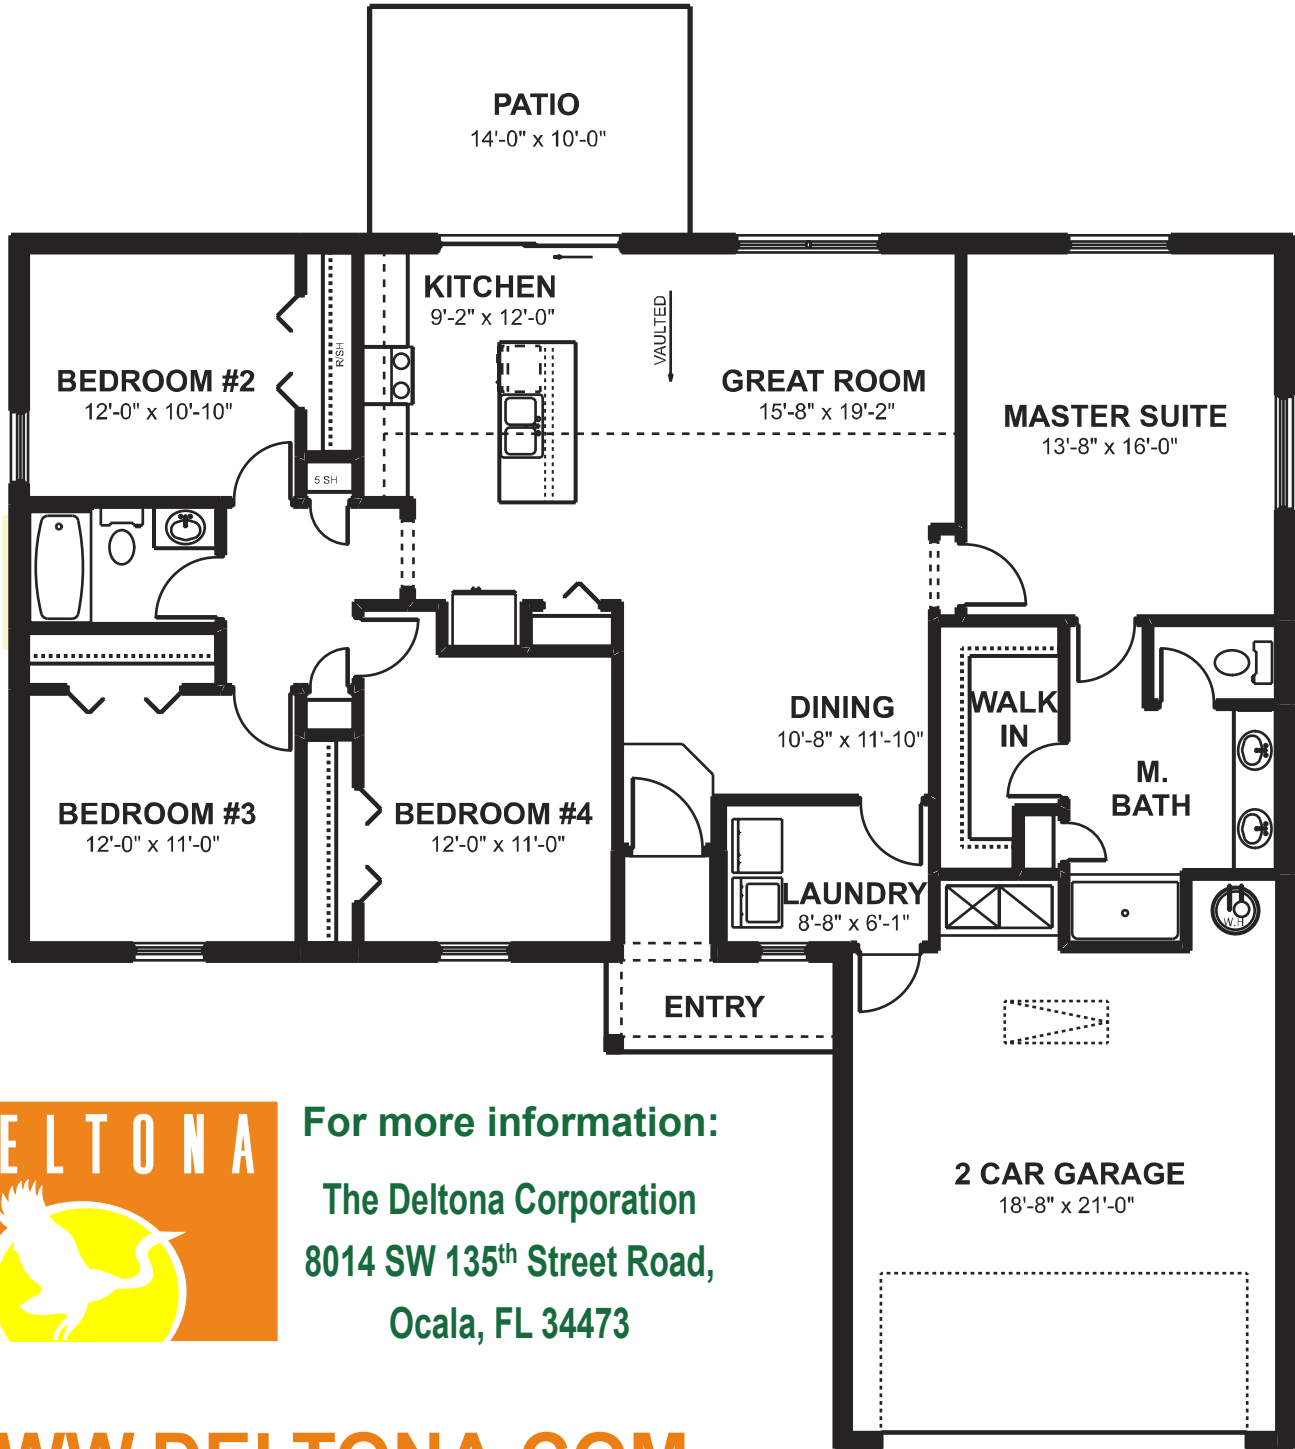 PATIO
14'-0" x 10'-0"
KITCHEN
9'-2" x 12'-0"
VAULTED
R/SH
BEDROOM #2
12'-0" x 10'-10"
GREAT ROOM
15'-8" x 19'-2"
MASTER SUITE
13'-8" x 16'-0"
5 SH
WALK
IN
DINING
10'-8" x 11'-10"
M.
BATH
BEDROOM #3
12'-0" x 11'-0"
BEDROOM #4
12'-0" x 11'-0"
LAUNDRY
8'-8" x 6'-1"
W.H
ENTRY
2 CAR GARAGE
18'-8" x 21'-0"
ELTONA
For more information:
The Deltona Corporation
8014 SW 135th Street Road,
Ocala, FL 34473
WW.DELTONA.COM